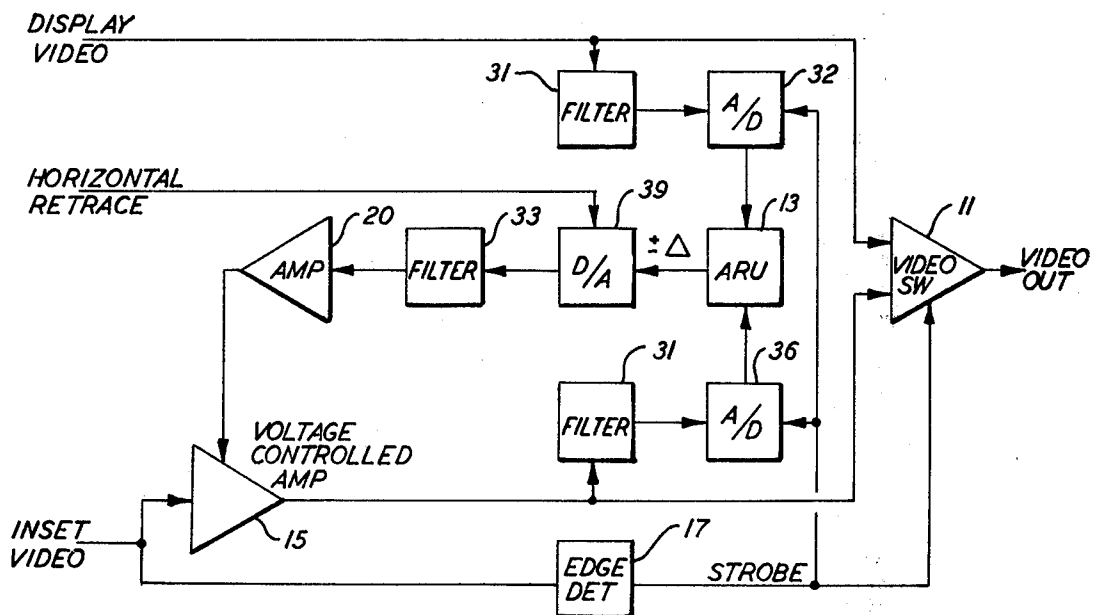 DISPLAY
VIDEO
31
FILTER
32
A/D
HORIZONTAL
RETRACE
20
AMP
33
FILTER
39
D/A
± Δ
13
ARU
11
VIDEO
SW
VIDEO
OUT
31
FILTER
36
A/D
VOLTAGE
CONTROLLED
AMP
15
INSET
VIDEO
17
EDGE
DET
STROBE